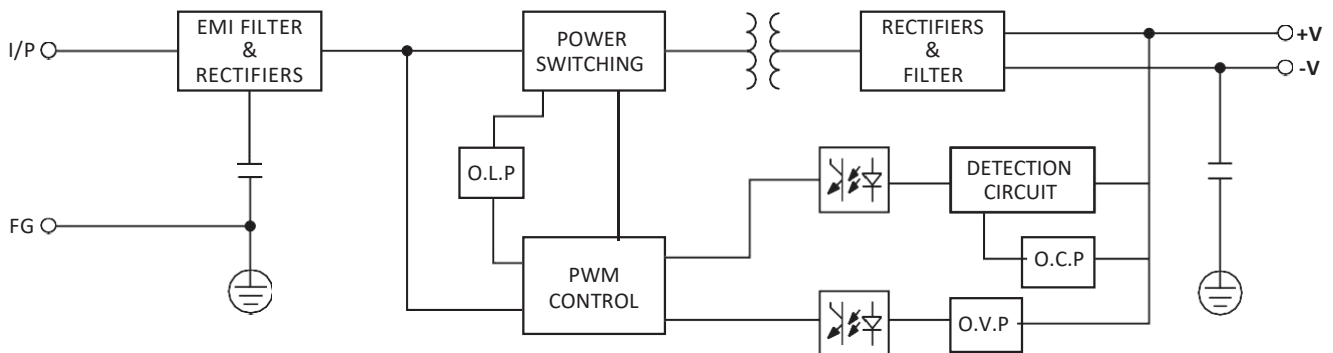 I/P
EMI FILTER
&
RECTIFIERS
POWER
SWITCHING
RECTIFIERS
&
FILTER
+V
-V
O.L.P
DETECTION
CIRCUIT
FG
PWM
CONTROL
O.C.P
O.V.P